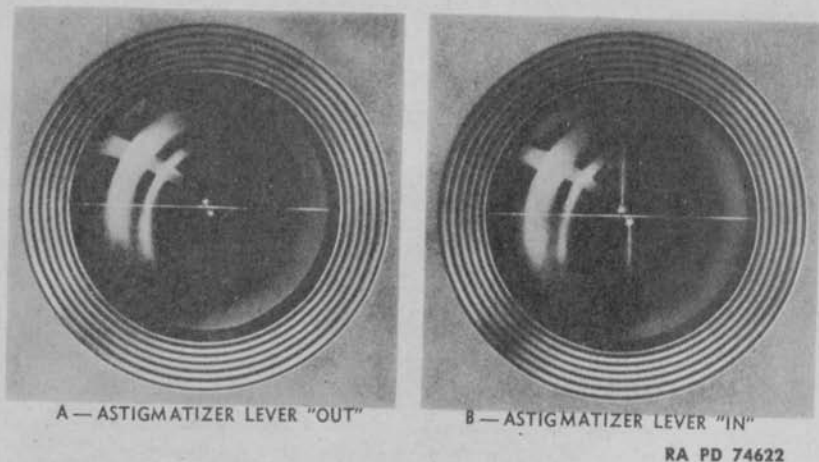 A — ASTIGMATIZER LEVER "OUT"
B — ASTIGMATIZER LEVER "IN"
RA PD 74622